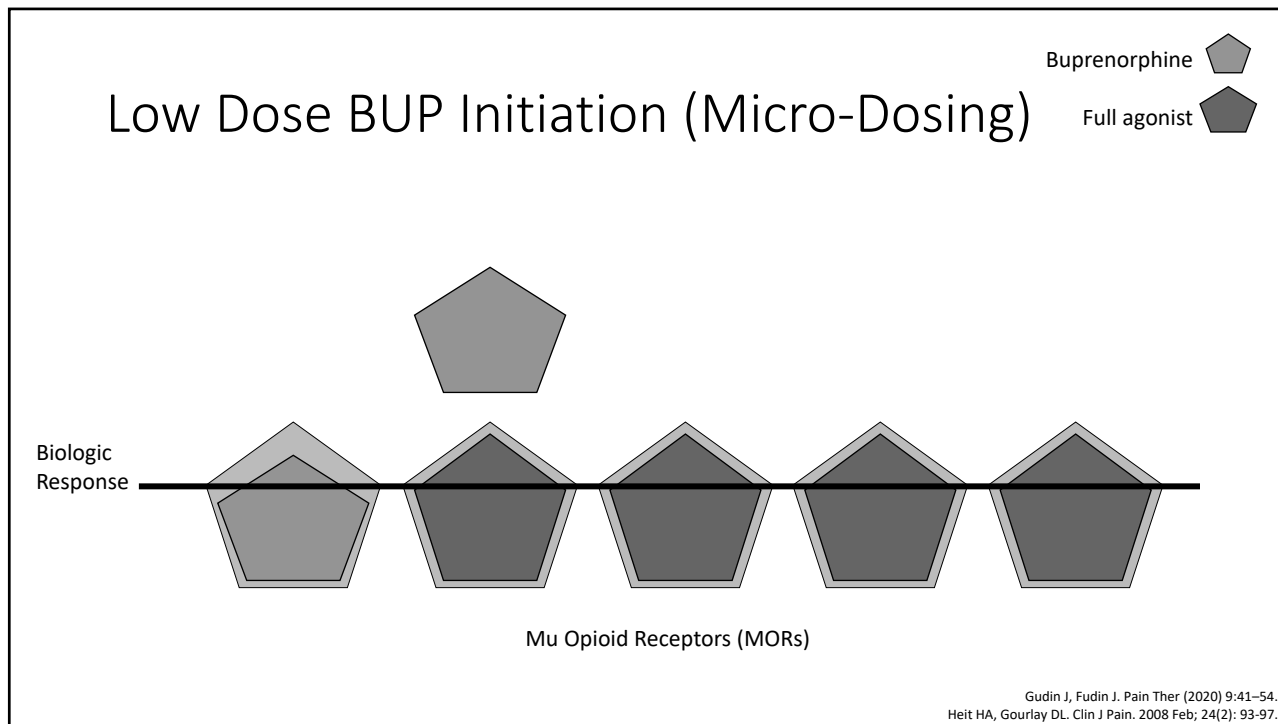 Buprenorphine
Low Dose BUP Initiation (Micro-Dosing)
Full agonist
Biologic
Response
Mu Opioid Receptors (MORs)
Gudin J, Fudin J. Pain Ther (2020) 9:41–54.
Heit HA, Gourlay DL. Clin J Pain. 2008 Feb; 24(2): 93-97.